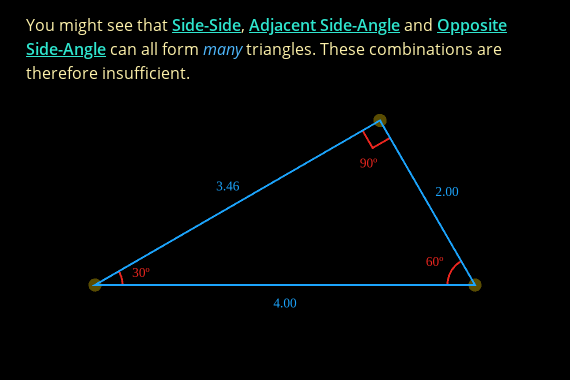 You might see that Side-Side, Adjacent Side-Angle and Opposite
Side-Angle can all form many triangles. These combinations are
therefore insufficient.
90º
3.46
2.00
60º
30º
4.00